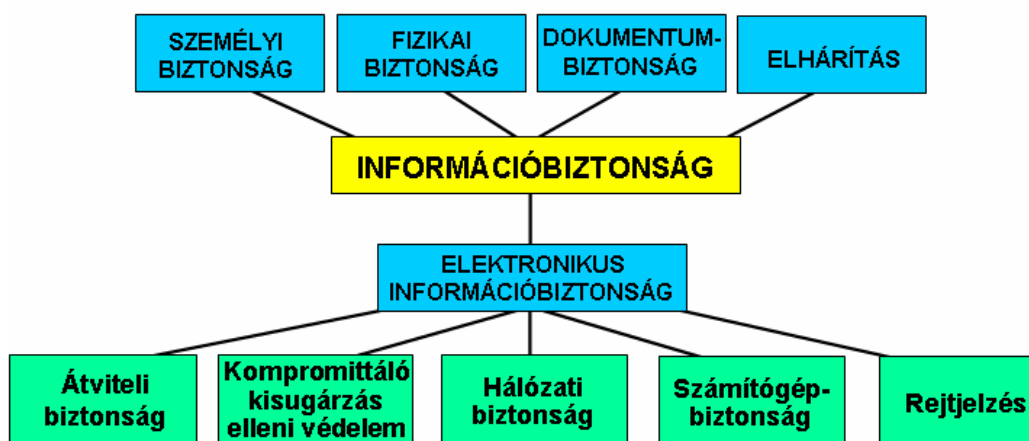 SZEMÉLYI
BIZTONSÁG
FIZIKAI
BIZTONSÁG
DOKUMENTUM-
BIZTONSÁG
ELHÁRÍTÁS
INFORMÁCIÓBIZTONSÁG
ELEKTRONIKUS
INFORMÁCIÓBIZTONSÁG
Átviteli
biztonság
Kompromittáló
kisugárzás
elleni védelem
Hálózati
biztonság
Számítógép-
biztonság
Rejtjelzés